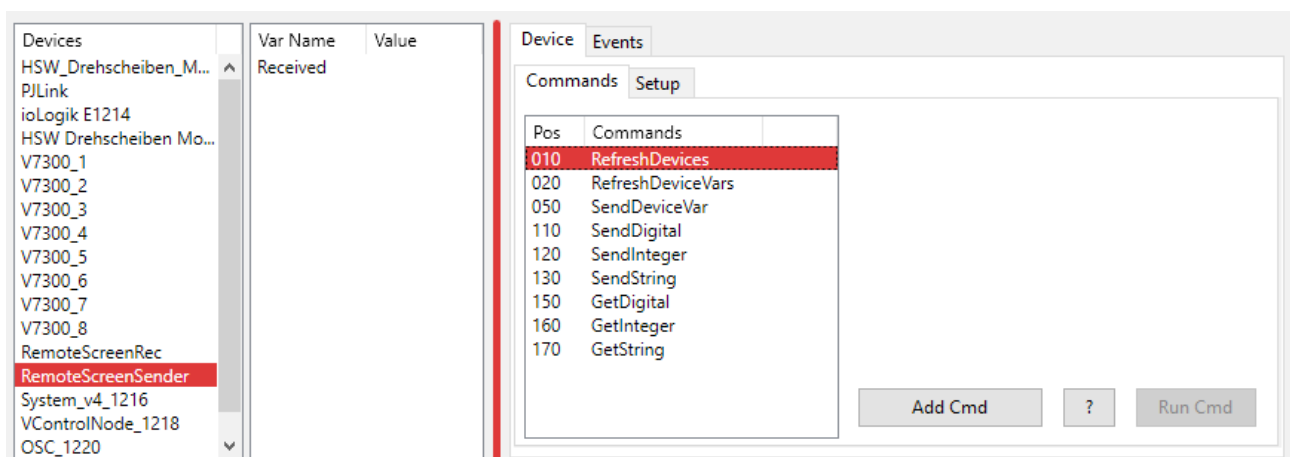 Devices
HSW_Drehscheiben_M...
PJLink
ioLogik E1214
HSW Drehscheiben Mo...
V7300_1
V7300_2
V7300_3
V7300_4
V7300_5
V7300_6
V7300_7
V7300_8
RemoteScreenRec
RemoteScreenSender
System_v4_1216
VControlNode_1218
OSC_1220
Var Name Value
Received
Device Events
Commands Setup
Pos Commands
010 RefreshDevices
020 RefreshDeviceVars
050 SendDeviceVar
110 SendDigital
120 SendInteger
130 SendString
150 GetDigital
160 GetInteger
170 GetString
Add Cmd ? Run Cmd